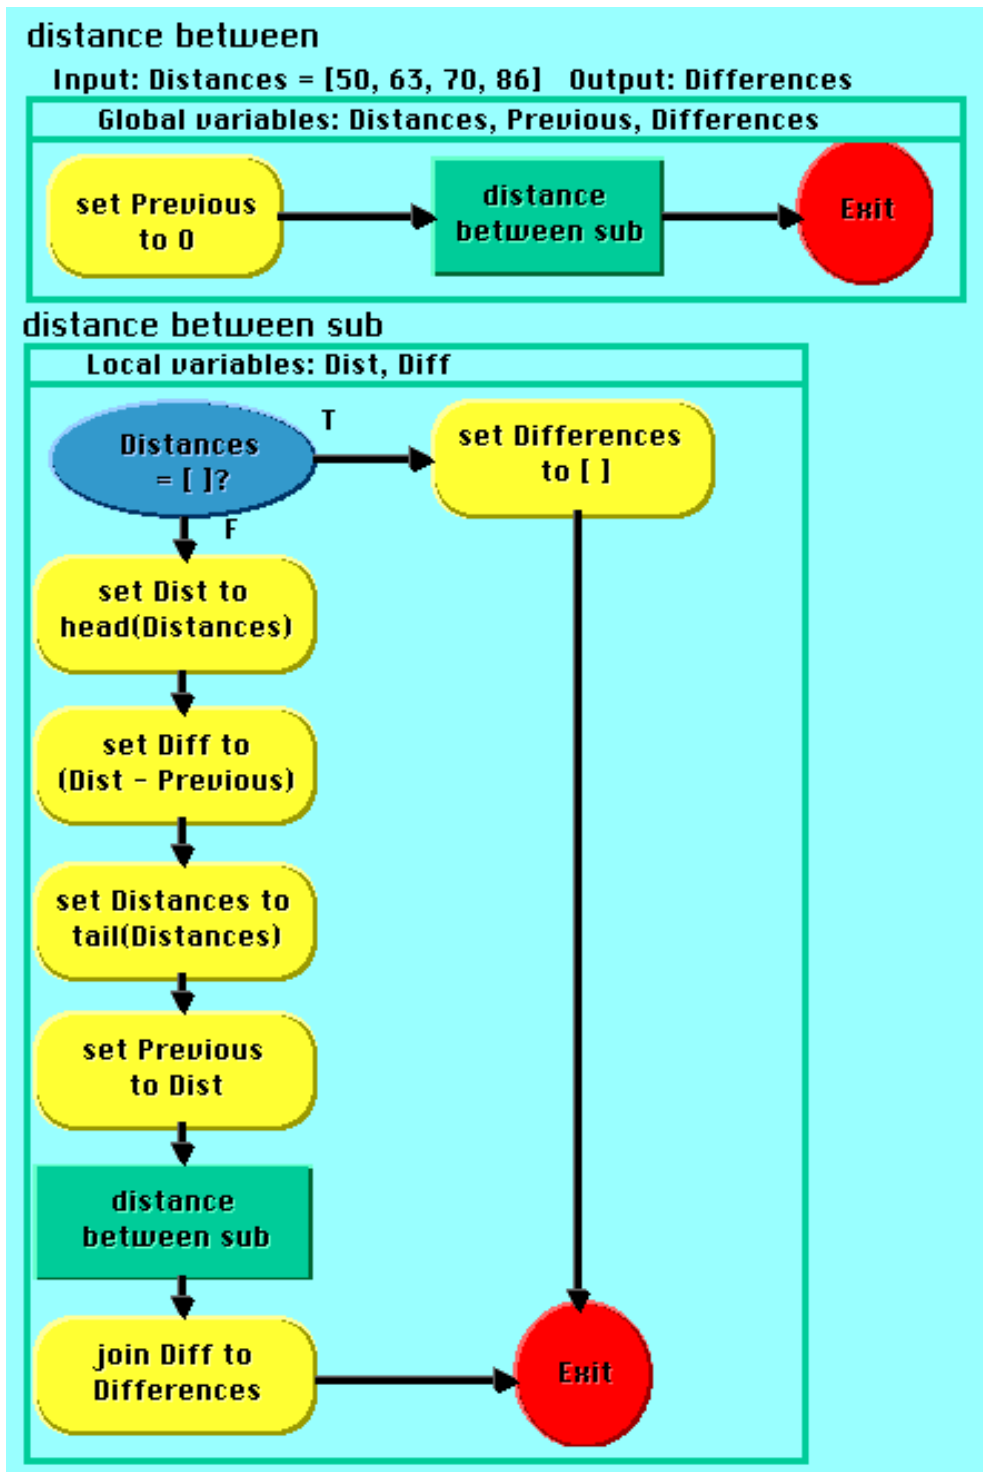 distance between
Input: Distances = [50, 63, 70, 86] Output: Differences
Global variables: Distances, Previous, Differences
set Previous
to 0
distance
between sub
Exit
distance between sub
Local variables: Dist, Diff
Distances
= [ ]?
T
set Differences
to [ ]
F
set Dist to
head(Distances)
set Diff to
(Dist - Previous)
set Distances to
tail(Distances)
set Previous
to Dist
distance
between sub
join Diff to
Differences
Exit